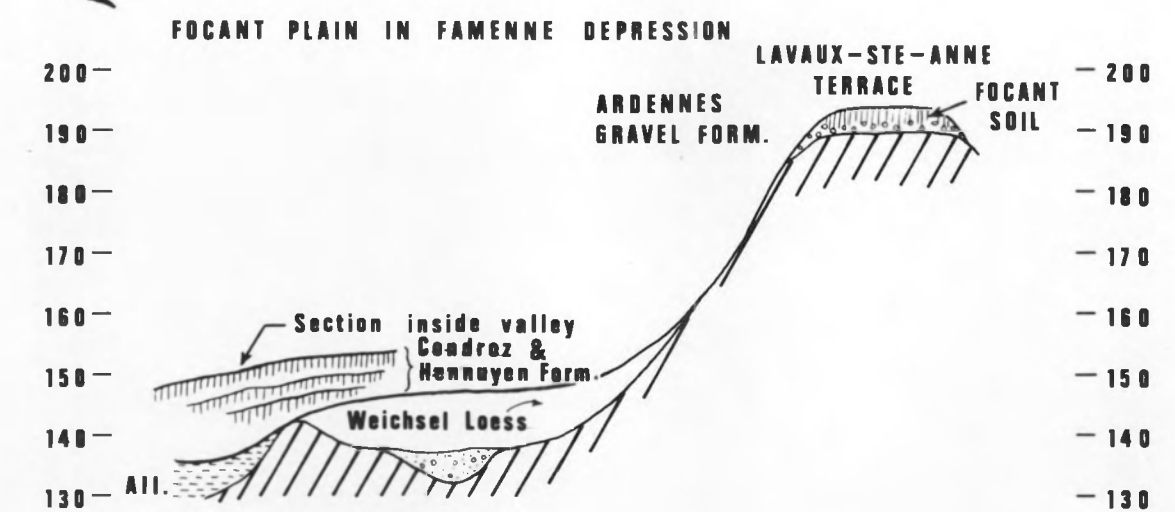 FOCANT PLAIN IN FAMENNE DEPRESSION
LAVAUX-STE-ANNE
TERRACE
FOCANT
SOIL
ARDENNES
GRAVEL FORM.
200
190
180
170
160
150
140
130
Section inside valley
Condroz &
Hennuyen Form.
Weichsel Loess
All.
200
190
180
170
160
150
140
130